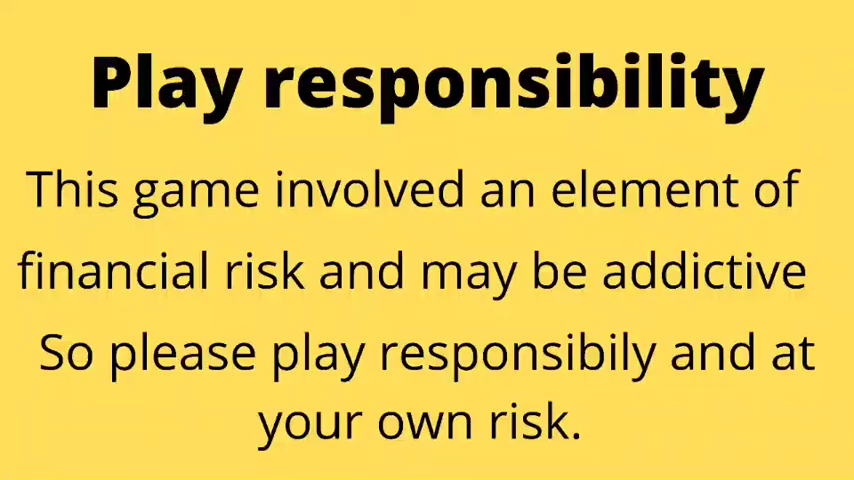 Play responsibility
This game involved an element of
financial risk and may be addictive
So please play responsibily and at
your own risk.